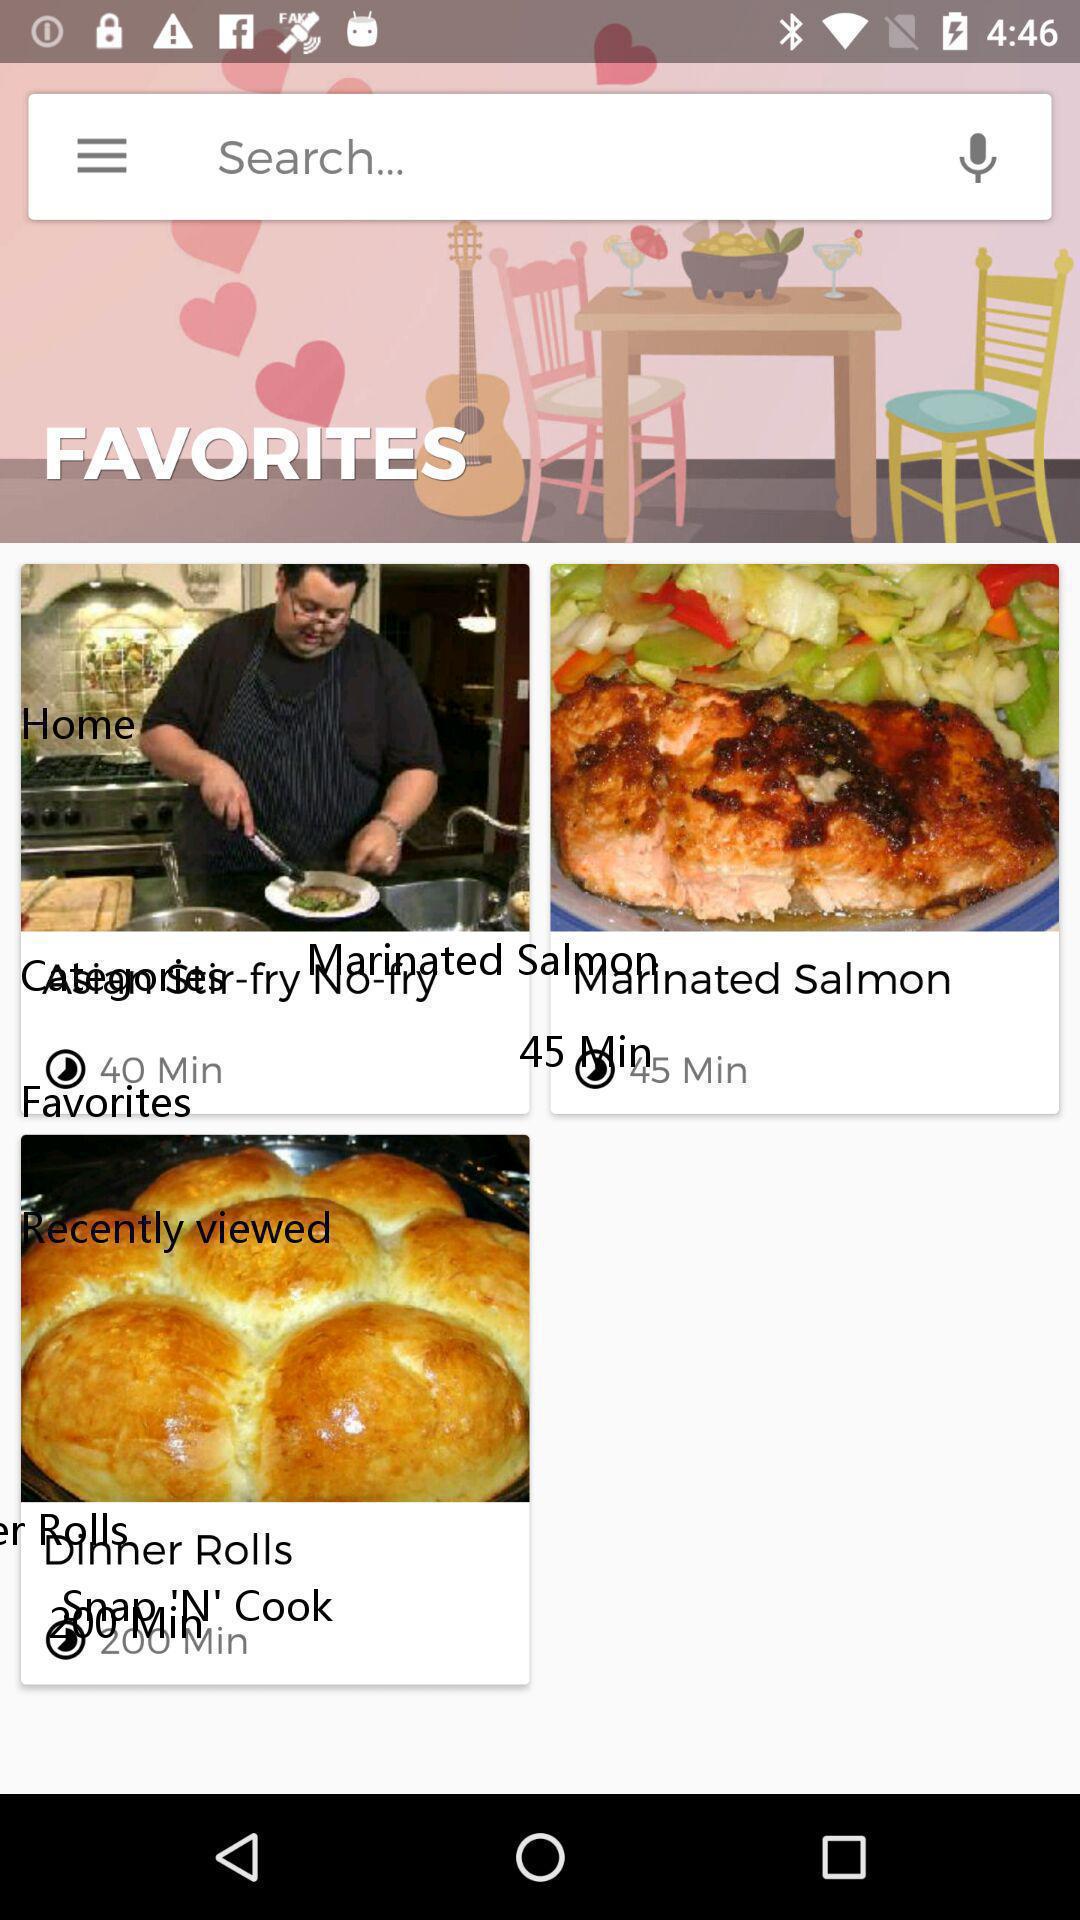 FAKE
4:46
Search...
FAVORITES
Home
Marinated Salmon
Categories
Asian Stir-fry No-fry
Marinated Salmon
45 Min
40 Min
45 Min
Favorites
Recently viewed
er Rolls
Dinner Rolls
Snap 'N' Cook
200 Min
200 Min